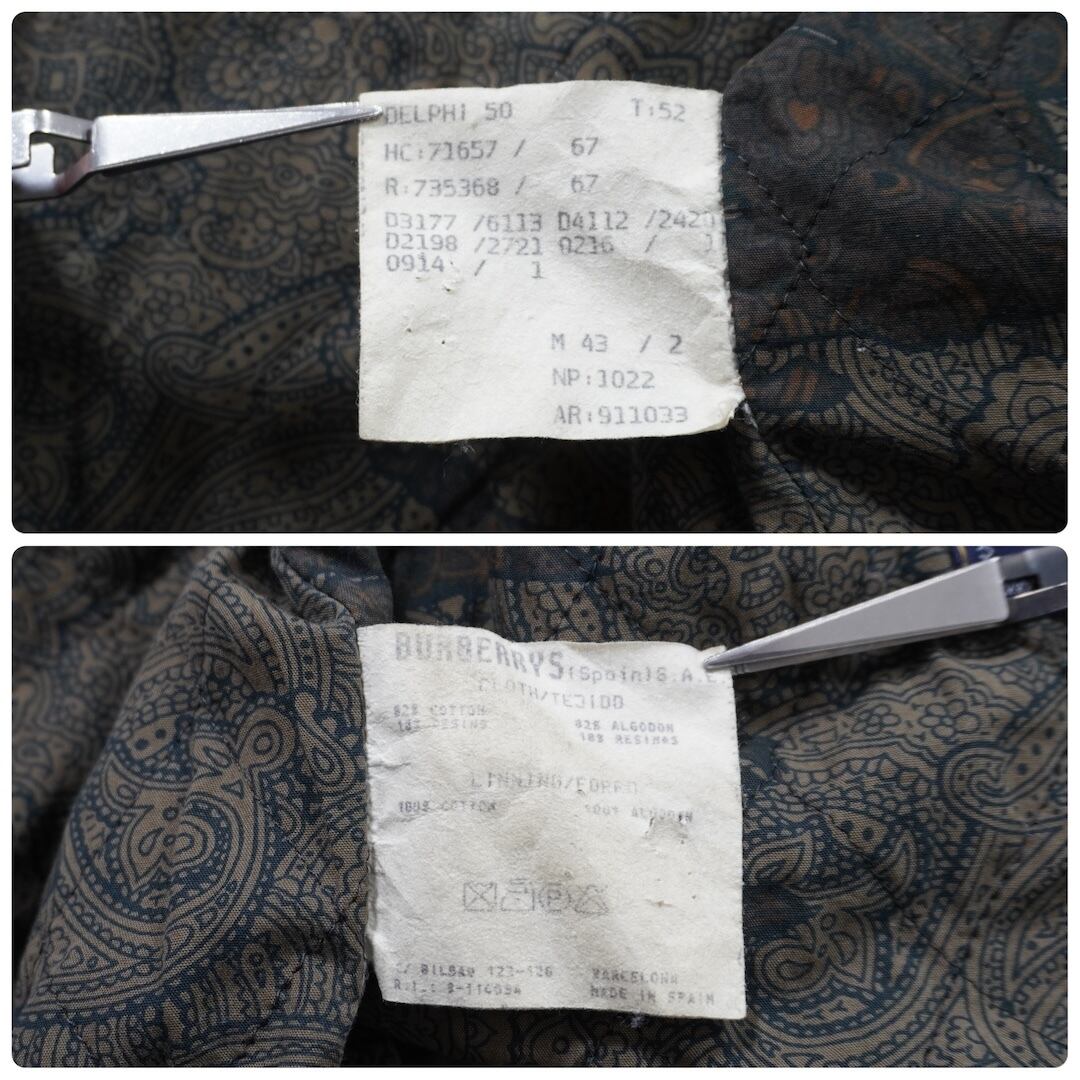 DELPHI 50 T:52
HC:71657 / 67
R:735368 / 67
D3177 /6113 D4112 /2420
D2198 /2721 0216 / 1
0914 / 1
M 43 / 2
NP:1022
AR:911033
BURBERRYS (Spain) S.A.E.
CLOTH/TEJIDO
82% COTTON 82% ALGODON
18% RESINS 18% RESINAS
LINNING/FORRO
100% COTTON 100% ALGODON
C/ BILBAO BARCELONA
R.I.: MADE IN SPAIN